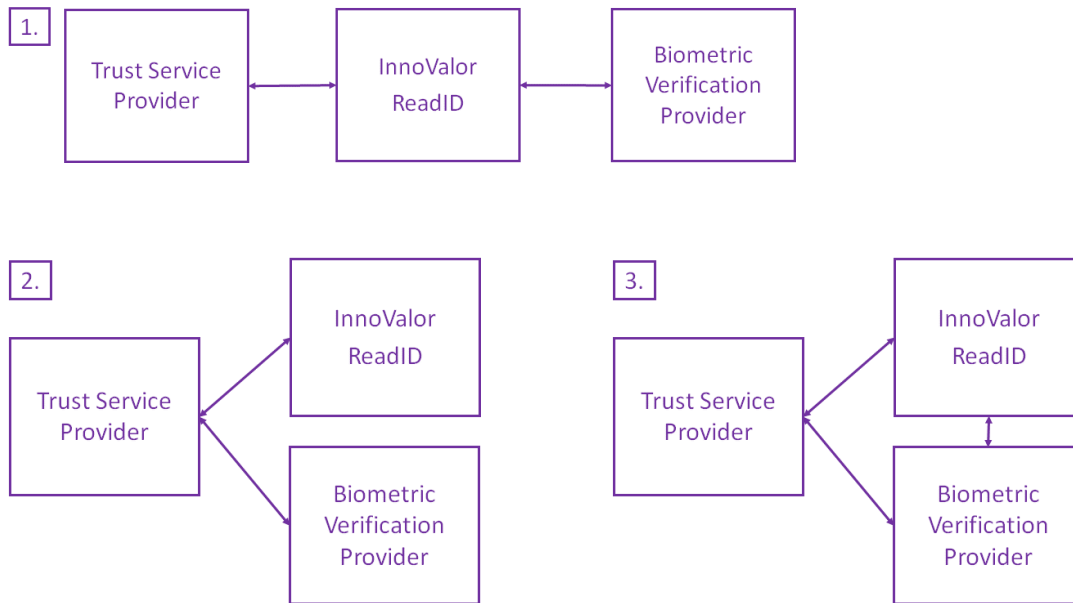 1.
Trust Service
Provider
InnoValor
ReadID
Biometric
Verification
Provider
2.
Trust Service
Provider
InnoValor
ReadID
Biometric
Verification
Provider
3.
Trust Service
Provider
InnoValor
ReadID
Biometric
Verification
Provider